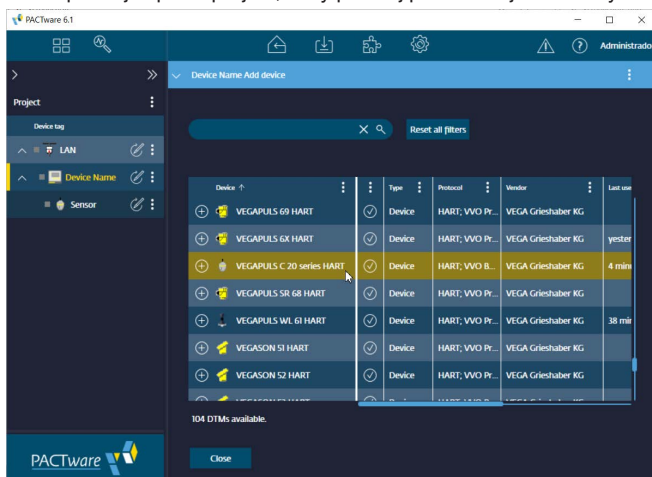 PACTware 6.1
Administrado
Device Name Add device
Project
Device tag
LAN
Device Name
Sensor
Reset all filters
Device Type Protocol Vendor Last use
VEGAPULS 69 HART Device HART; VVO Pr... VEGA Grieshaber KG
VEGAPULS 6X HART Device HART; VVO Pr... VEGA Grieshaber KG yester
VEGAPULS C 20 series HART Device HART; VVO B... VEGA Grieshaber KG 4 min
VEGAPULS SR 68 HART Device HART; VVO Pr... VEGA Grieshaber KG
VEGAPULS WL 61 HART Device HART; VVO Pr... VEGA Grieshaber KG 38 min
VEGASON 51 HART Device HART; VVO Pr... VEGA Grieshaber KG
VEGASON 52 HART Device HART; VVO Pr... VEGA Grieshaber KG
104 DTMs available.
Close
PACTware